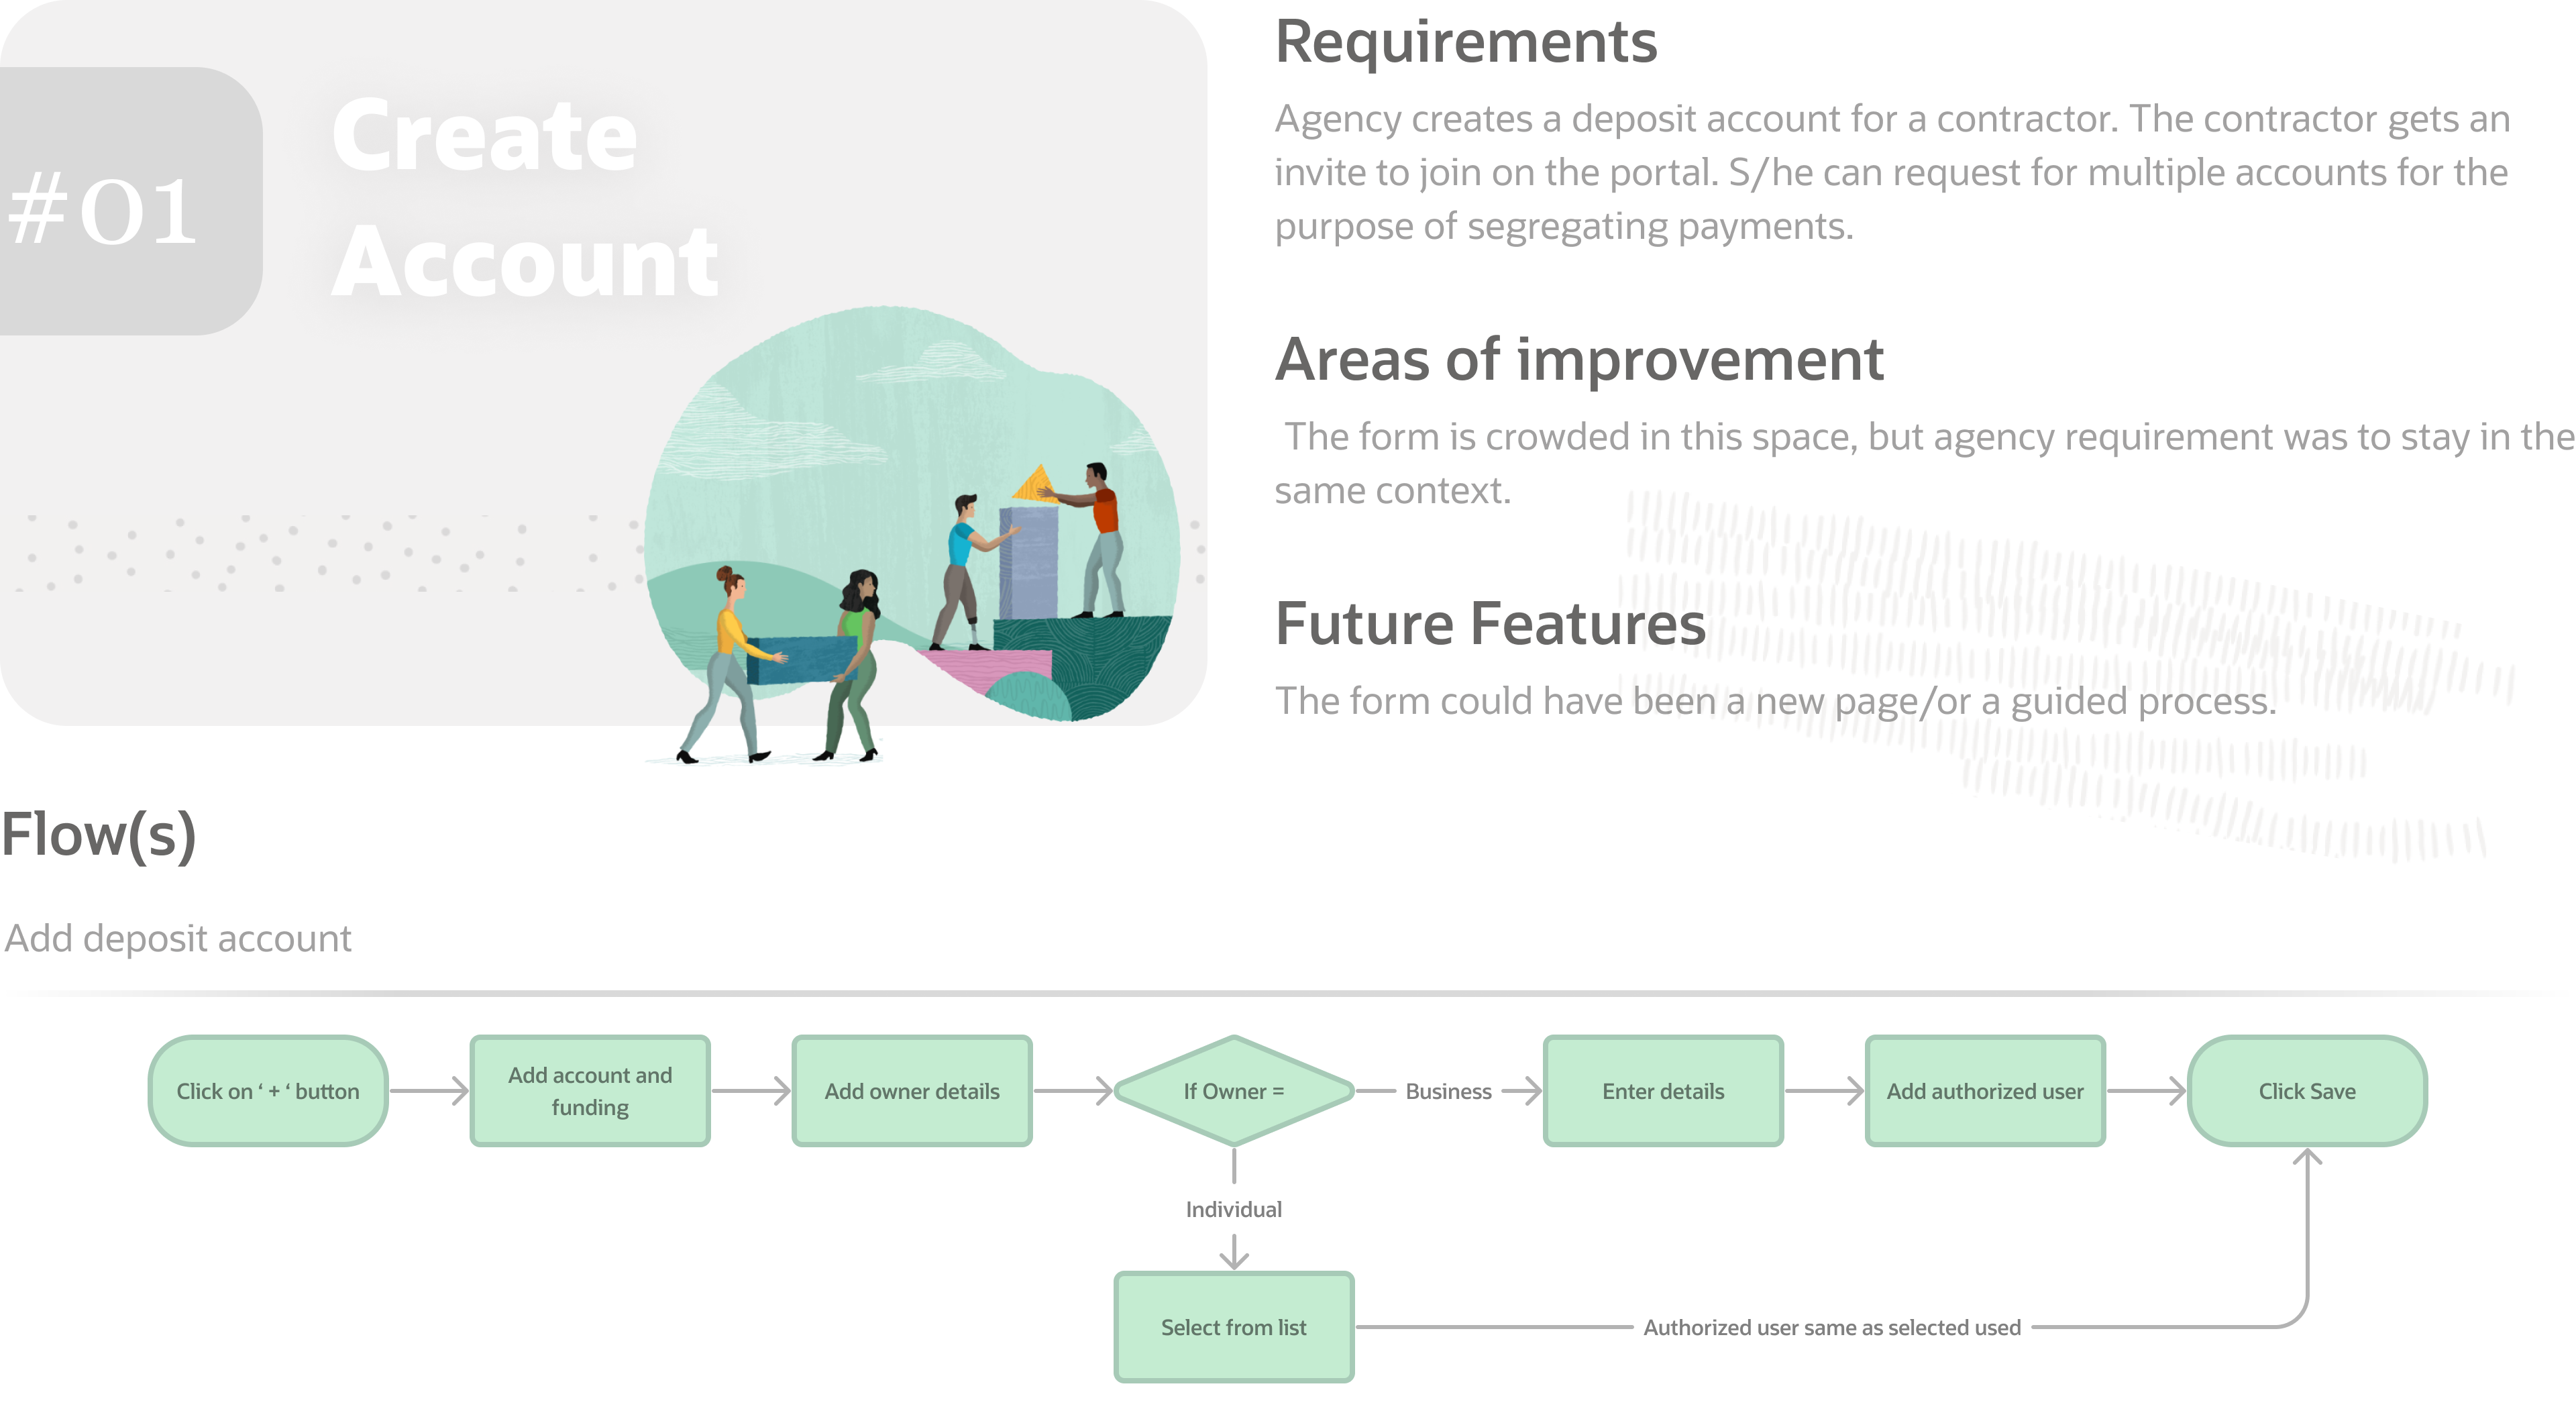 #01
Create
Account
Requirements
Agency creates a deposit account for a contractor. The contractor gets an
invite to join on the portal. S/he can request for multiple accounts for the
purpose of segregating payments.
Areas of improvement
The form is crowded in this space, but agency requirement was to stay in the
same context.
Future Features
The form could have been a new page/or a guided process.
Flow(s)
Add deposit account
Click on ‘ + ‘ button
Add account and
funding
Add owner details
If Owner =
Business
Enter details
Add authorized user
Click Save
Individual
Select from list
Authorized user same as selected used